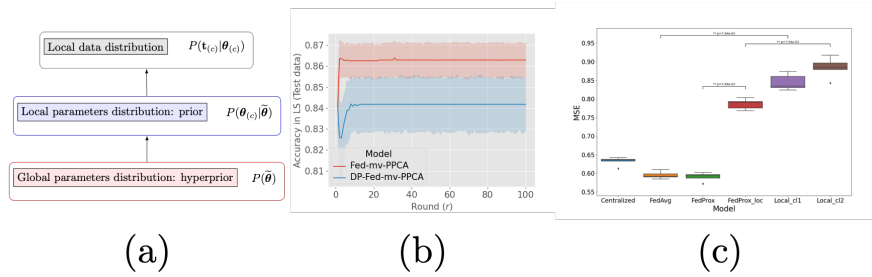 Local data distribution P(t₍c₎|θ₍c₎)
Local parameters distribution: prior P(θ₍c₎|θ̃)
Global parameters distribution: hyperprior P(θ̃)
(a)
Accuracy in LS (Test data)
0.87
0.86
0.85
0.84
0.83
0.82
0.81
Model
Fed-mv-PPCA
DP-Fed-mv-PPCA
0 20 40 60 80 100
Round (r)
(b)
MSE
0.95
0.90
0.85
0.80
0.75
0.70
0.65
0.60
0.55
Centralized FedAvg FedProx FedProx_loc Local_cl1 Local_cl2
Model
(c)